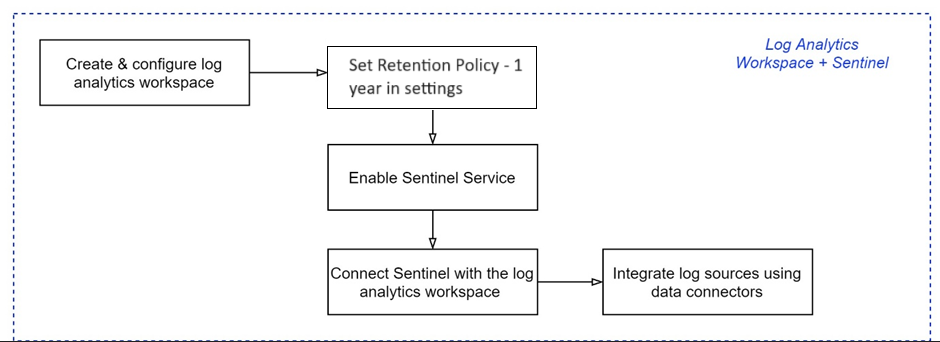 Log Analytics
Workspace + Sentinel
Create & configure log
analytics workspace
Set Retention Policy - 1
year in settings
Enable Sentinel Service
Connect Sentinel with the log
analytics workspace
Integrate log sources using
data connectors